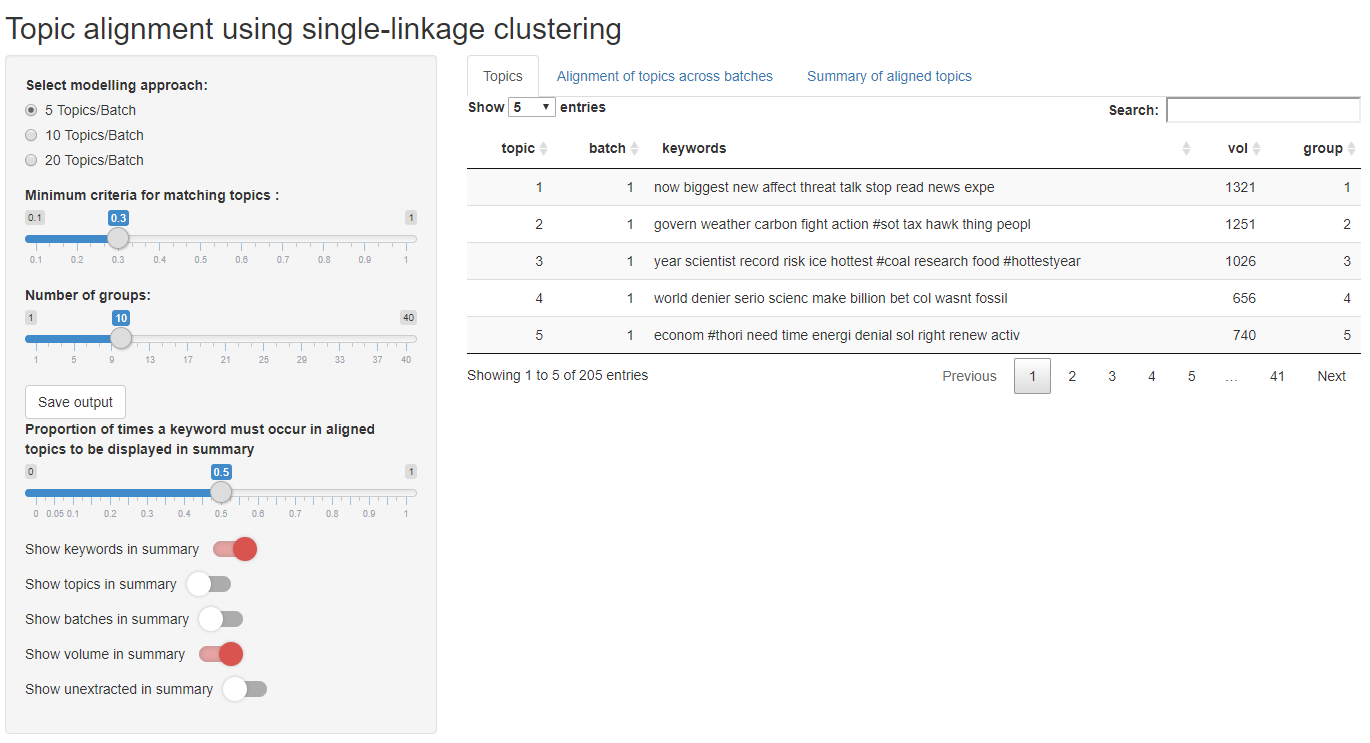 Topic alignment using single-linkage clustering
Select modelling approach:
5 Topics/Batch
10 Topics/Batch
20 Topics/Batch
Minimum criteria for matching topics :
0.1 0.3 1
0.1 0.2 0.3 0.4 0.5 0.6 0.7 0.8 0.9 1
Number of groups:
1 10 40
1 5 9 13 17 21 25 29 33 37 40
Save output
Proportion of times a keyword must occur in aligned
topics to be displayed in summary
0 0.5 1
0 0.05 0.1 0.2 0.3 0.4 0.5 0.6 0.7 0.8 0.9 1
Show keywords in summary
Show topics in summary
Show batches in summary
Show volume in summary
Show unextracted in summary
Topics Alignment of topics across batches Summary of aligned topics
Show 5 entries Search:
topic batch keywords vol group
1 1 now biggest new affect threat talk stop read news expe 1321 1
2 1 govern weather carbon fight action #sot tax hawk thing peopl 1251 2
3 1 year scientist record risk ice hottest #coal research food #hottestyear 1026 3
4 1 world denier serio scienc make billion bet col wasnt fossil 656 4
5 1 econom #thori need time energi denial sol right renew activ 740 5
Showing 1 to 5 of 205 entries Previous 1 2 3 4 5 … 41 Next